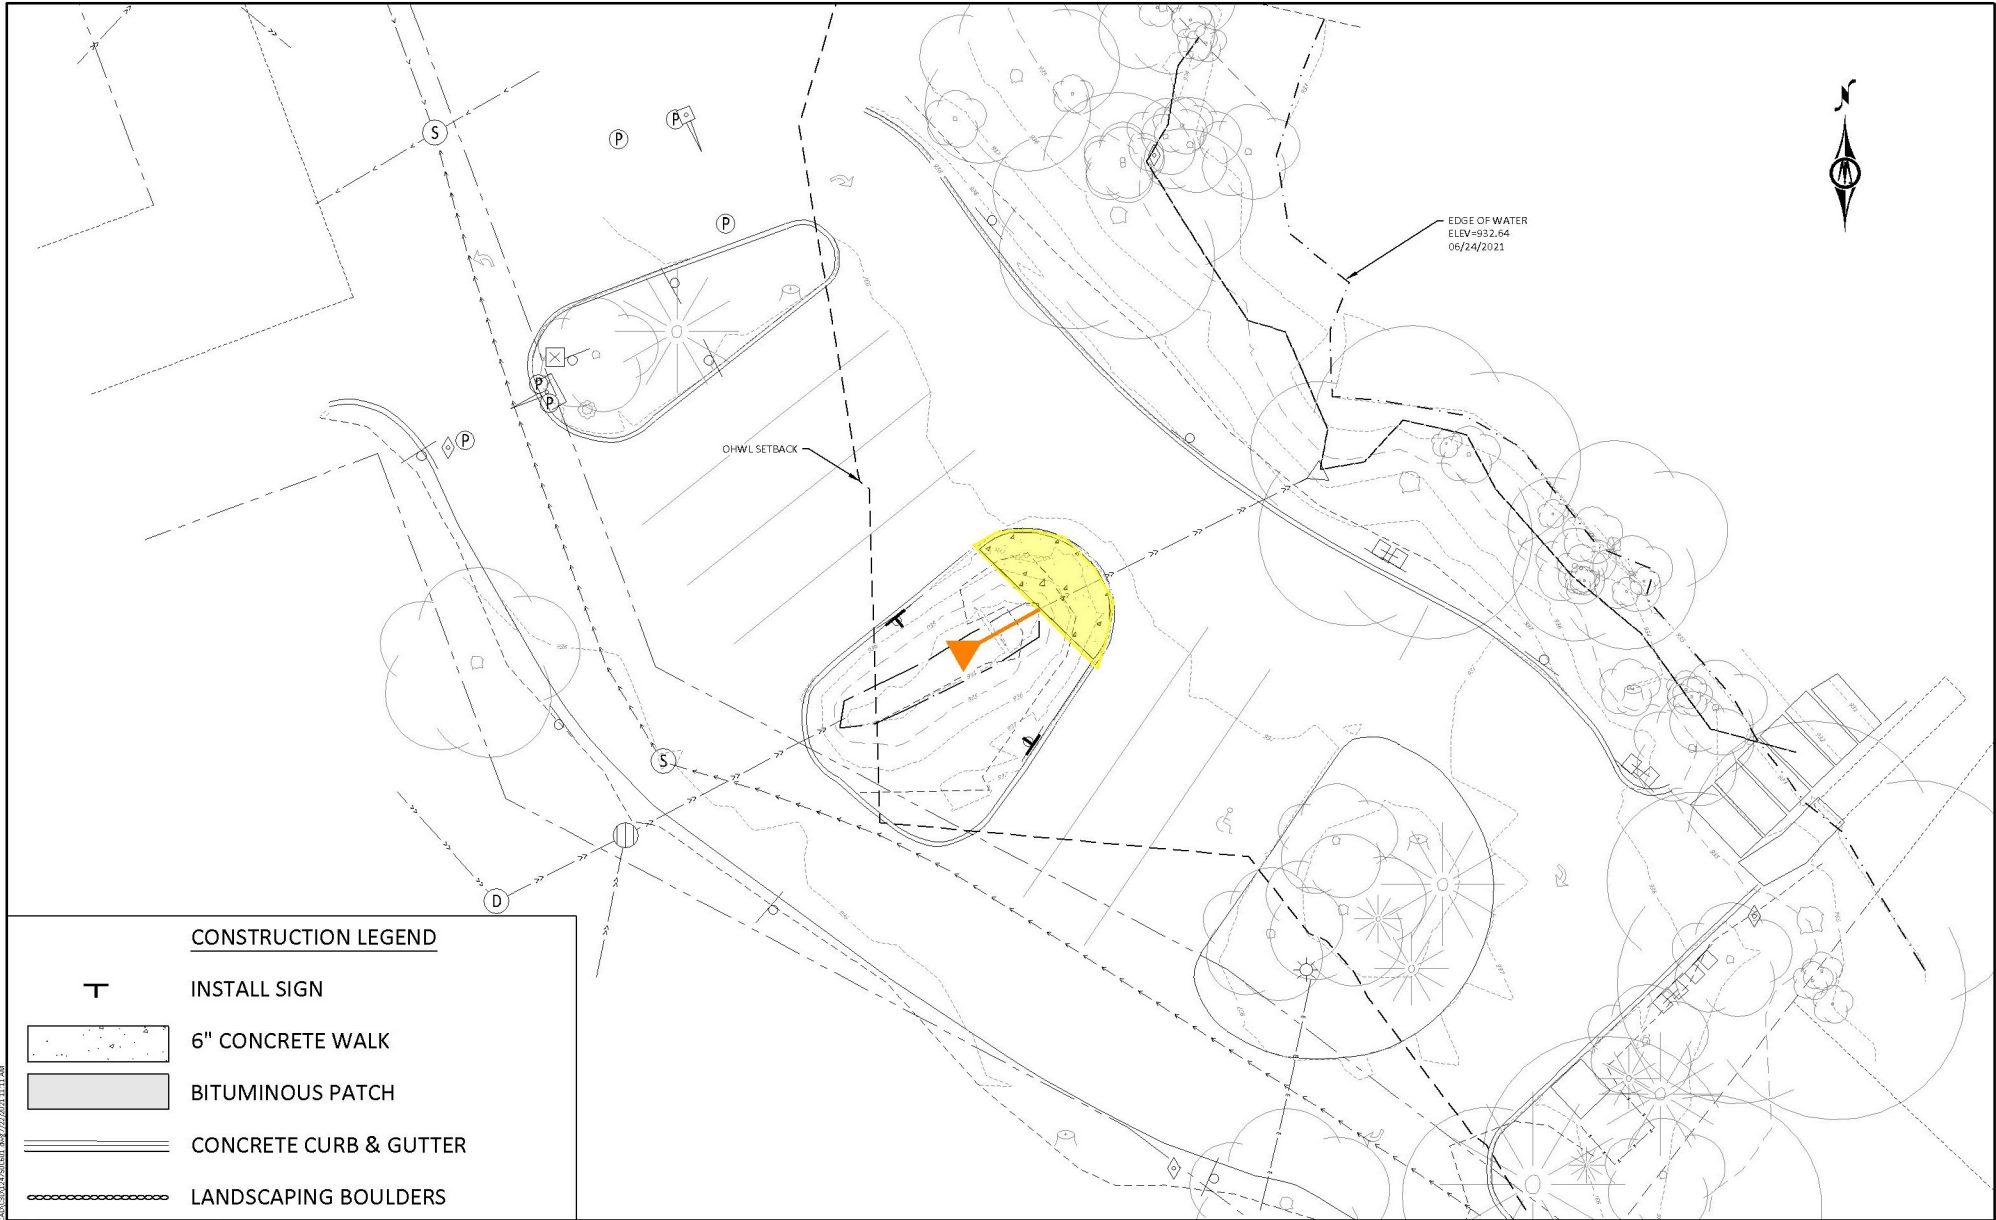 N
S
P
P
P
EDGE OF WATER
ELEV=932.64
06/24/2021
P
P
P
OHWL SETBACK
S
D
CONSTRUCTION LEGEND
INSTALL SIGN
6" CONCRETE WALK
BITUMINOUS PATCH
CONCRETE CURB & GUTTER
LANDSCAPING BOULDERS